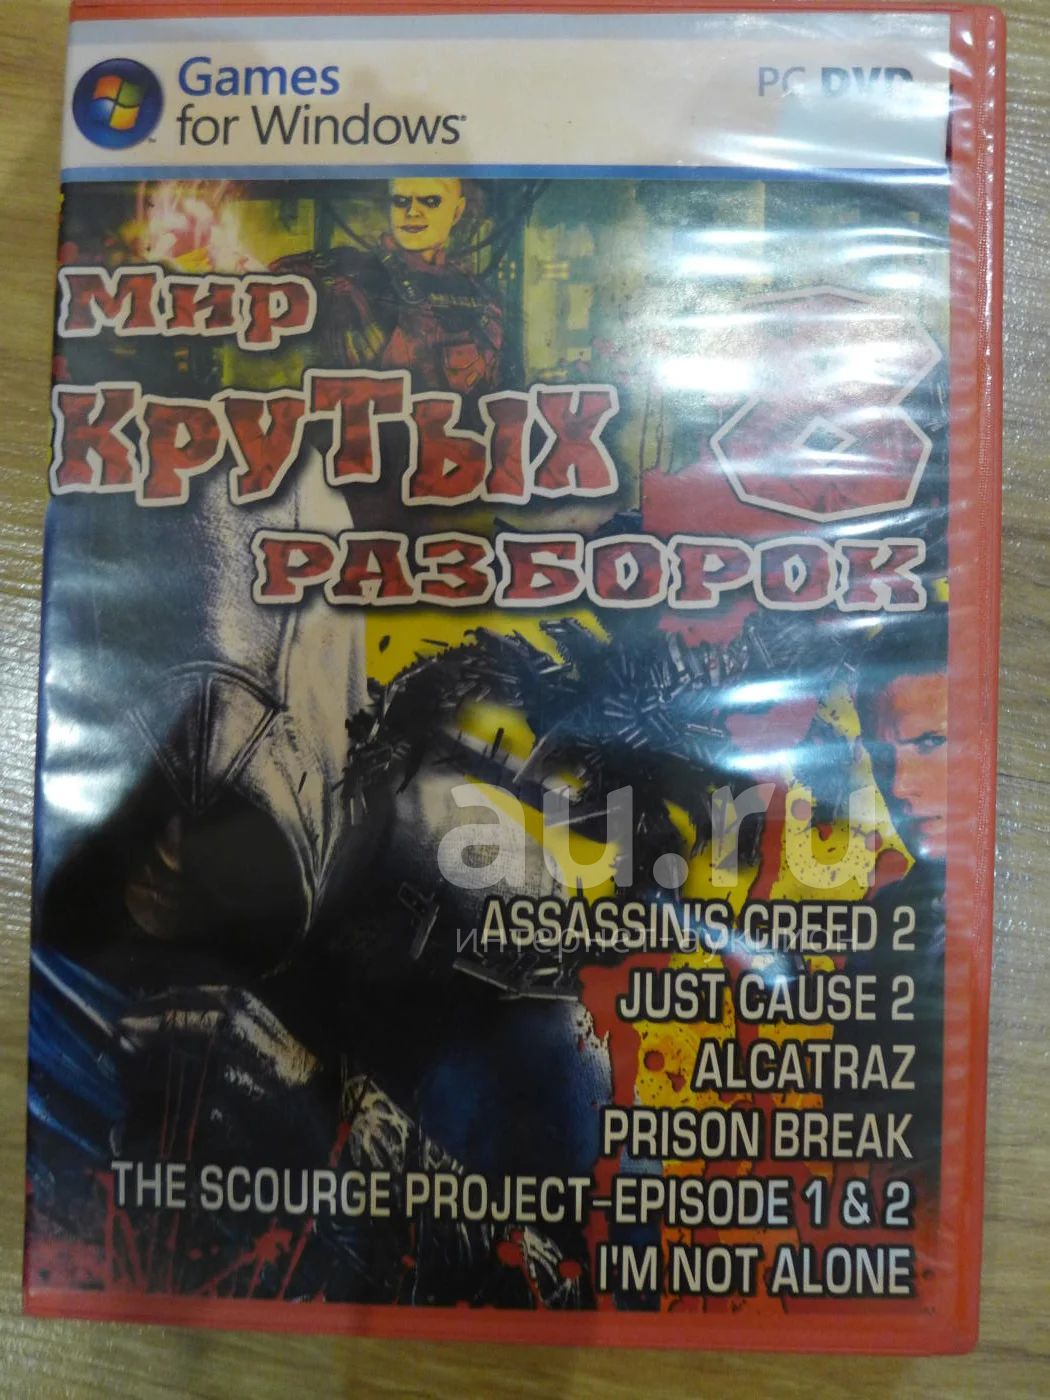 Games
for Windows
PC DVD
Мир
крутых 8
разборок
au.ru
интернет-аукцион
ASSASSIN'S CREED 2
JUST CAUSE 2
ALCATRAZ
PRISON BREAK
THE SCOURGE PROJECT-EPISODE 1 & 2
I'M NOT ALONE